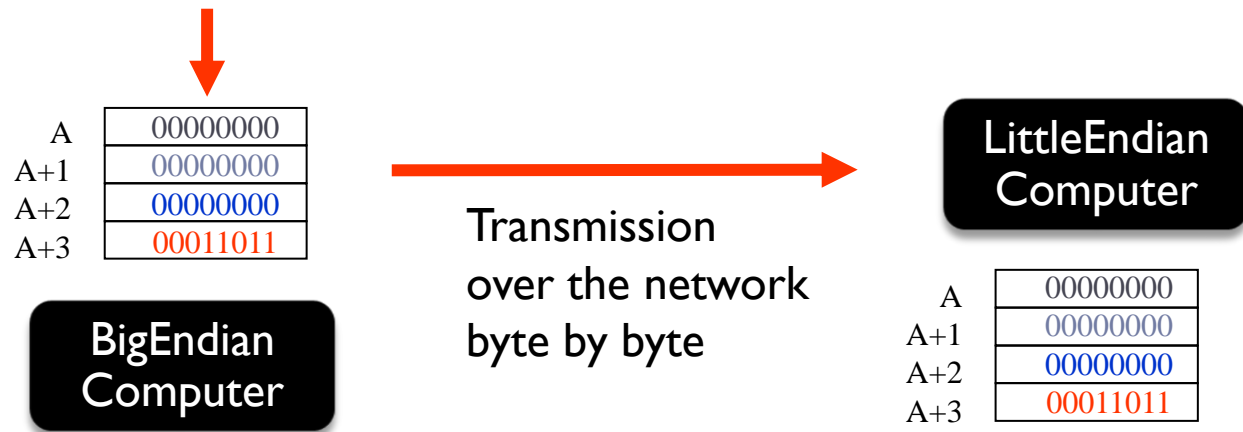 A 00000000
A+1 00000000
A+2 00000000
A+3 00011011
BigEndian
Computer
Transmission
over the network
byte by byte
LittleEndian
Computer
A 00000000
A+1 00000000
A+2 00000000
A+3 00011011